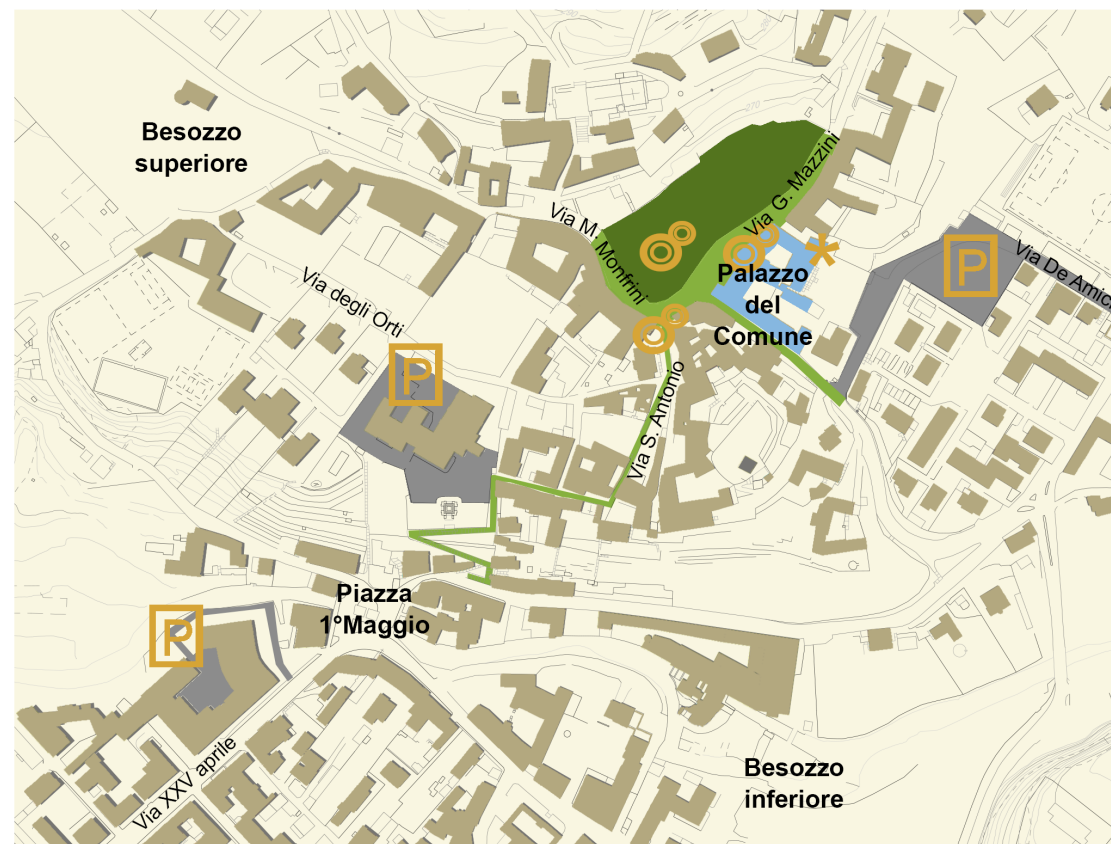 Besozzo
superiore
Via M. Monfrini
Via G. Mazzini
Via degli Orti
Palazzo
del
Comune
P
Via De Amic
P
Via S. Antonio
Piazza
1°Maggio
P
Via XXV aprile
Besozzo
inferiore